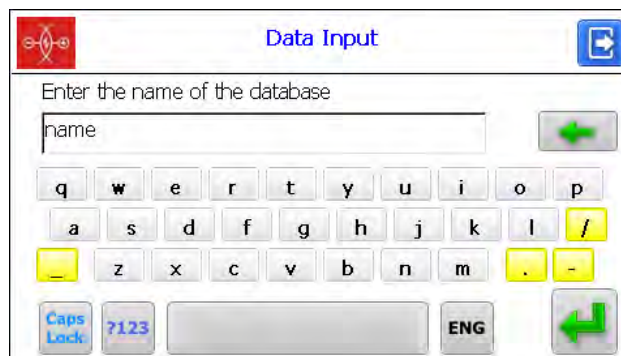 Data Input
Enter the name of the database
name
q w e r t y u i o p
a s d f g h j k l /
_ z x c v b n m . -
Caps Lock ?123 ENG